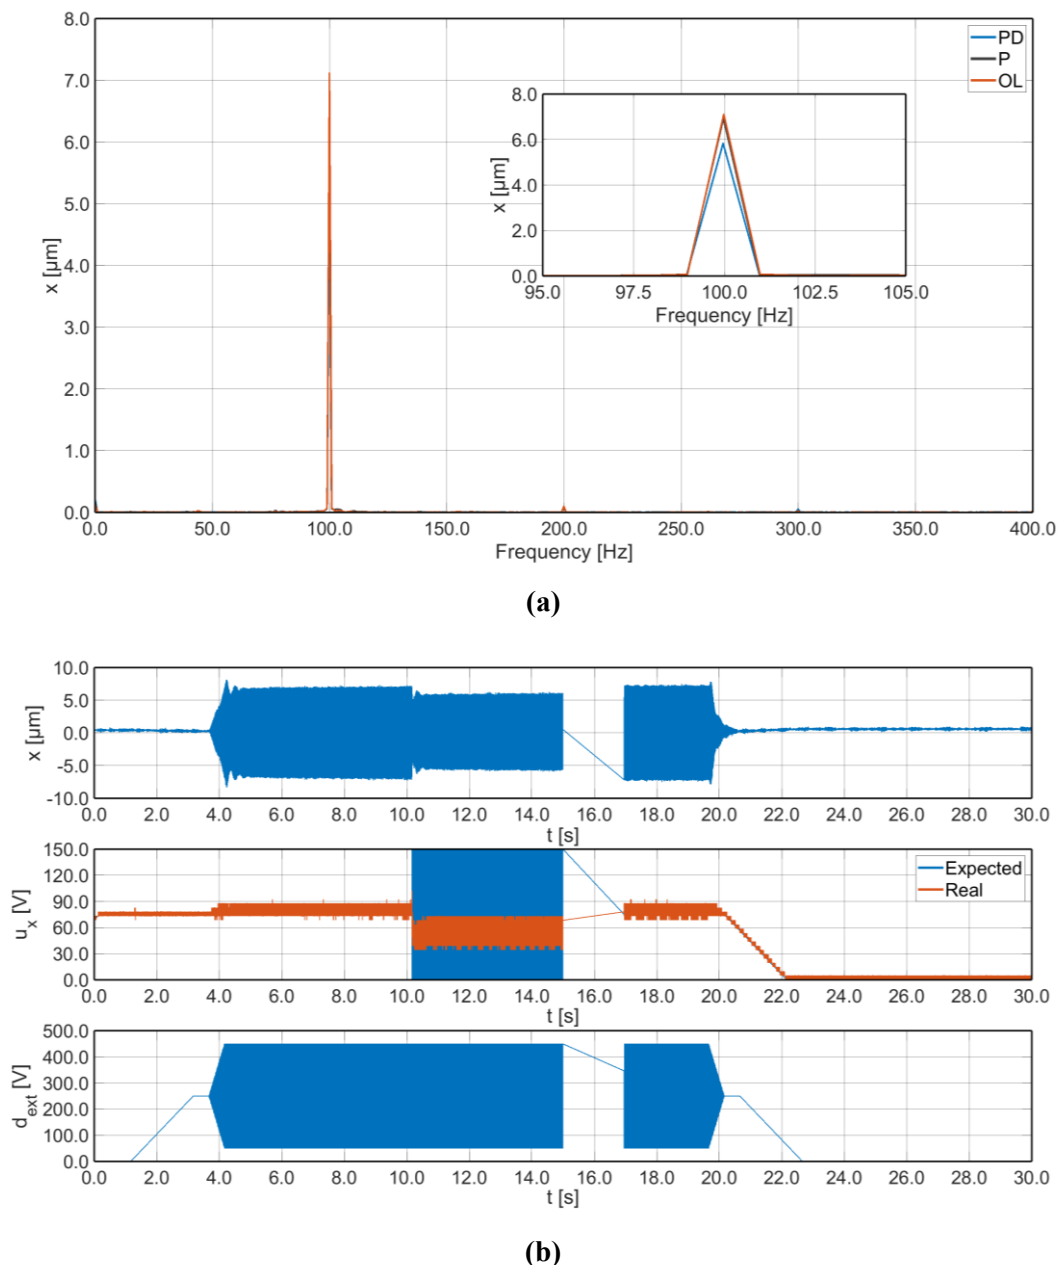 8.0
7.0
6.0
5.0
4.0
3.0
2.0
1.0
0.0
x [µm]
PD
P
OL
8.0
6.0
4.0
2.0
0.0
x [µm]
95.0 97.5 100.0 102.5 105.0
Frequency [Hz]
0.0 50.0 100.0 150.0 200.0 250.0 300.0 350.0 400.0
Frequency [Hz]
(a)
10.0
5.0
0.0
-5.0
-10.0
x [µm]
0.0 2.0 4.0 6.0 8.0 10.0 12.0 14.0 16.0 18.0 20.0 22.0 24.0 26.0 28.0 30.0
t [s]
150.0
120.0
90.0
60.0
30.0
0.0
u_x [V]
Expected
Real
0.0 2.0 4.0 6.0 8.0 10.0 12.0 14.0 16.0 18.0 20.0 22.0 24.0 26.0 28.0 30.0
t [s]
500.0
400.0
300.0
200.0
100.0
0.0
d_ext [V]
0.0 2.0 4.0 6.0 8.0 10.0 12.0 14.0 16.0 18.0 20.0 22.0 24.0 26.0 28.0 30.0
t [s]
(b)